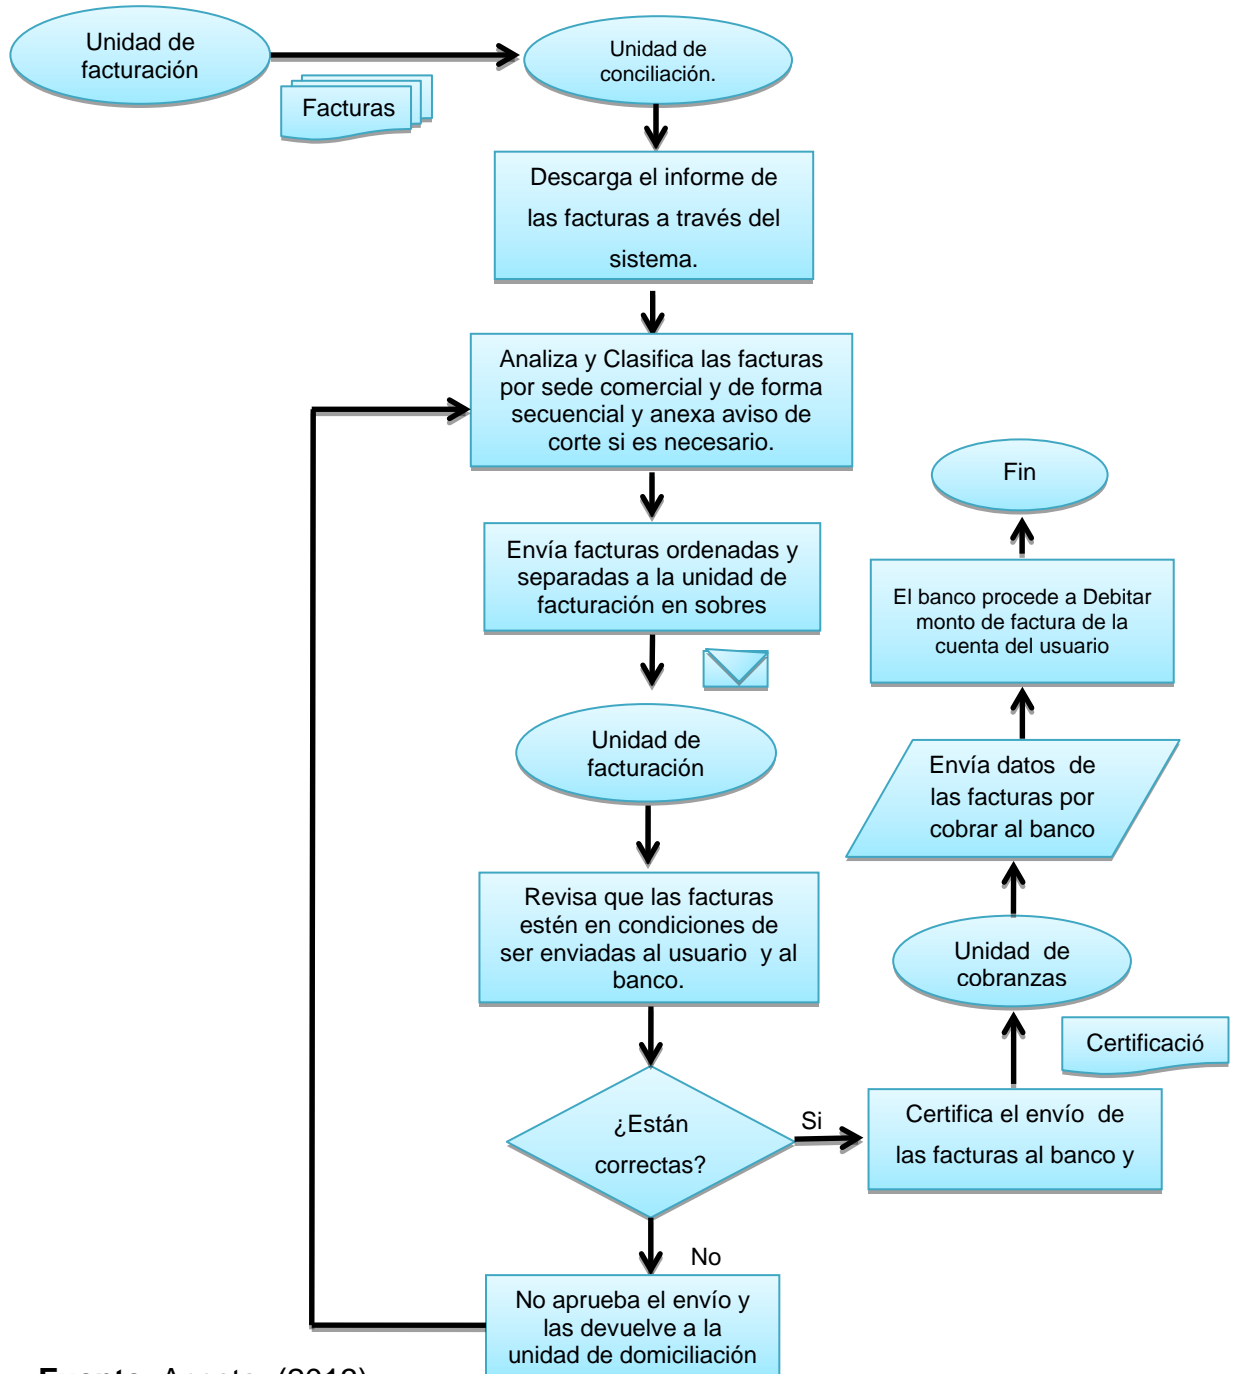 Unidad de
facturación
Facturas
Unidad de
conciliación.
Descarga el informe de
las facturas a través del
sistema.
Analiza y Clasifica las facturas
por sede comercial y de forma
secuencial y anexa aviso de
corte si es necesario.
Envía facturas ordenadas y
separadas a la unidad de
facturación en sobres
Unidad de
facturación
Revisa que las facturas
estén en condiciones de
ser enviadas al usuario y al
banco.
¿Están
correctas?
Si
No
No aprueba el envío y
las devuelve a la
unidad de domiciliación
Certifica el envío de
las facturas al banco y
Certificació
Unidad de
cobranzas
Envía datos de
las facturas por
cobrar al banco
El banco procede a Debitar
monto de factura de la
cuenta del usuario
Fin